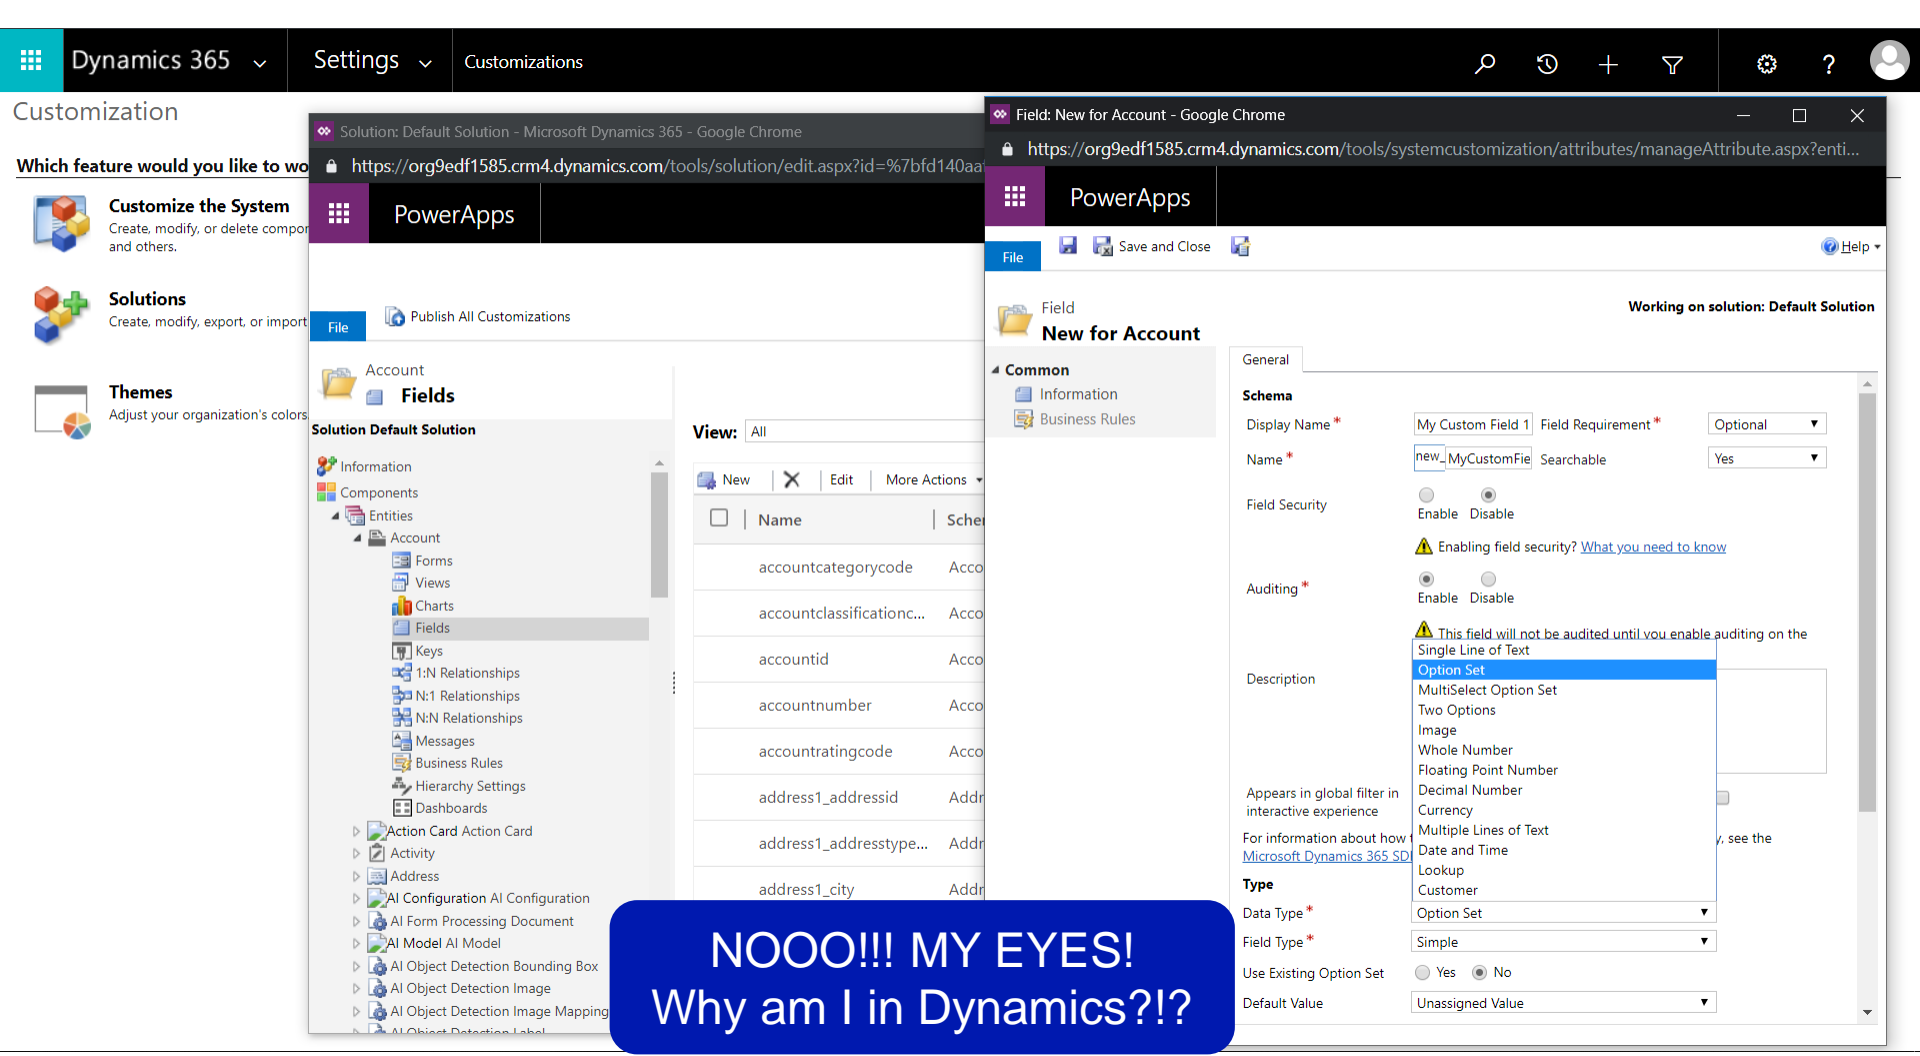 Dynamics 365
Settings
Customizations
?
Customization
Which feature would you like to wo
Customize the System
Create, modify, or delete compor
and others.
Solutions
Create, modify, export, or import
Themes
Adjust your organization's colors
Solution: Default Solution - Microsoft Dynamics 365 - Google Chrome
https://org9edf1585.crm4.dynamics.com/tools/solution/edit.aspx?id=%7bfd140aaf
PowerApps
File
Publish All Customizations
Account
Fields
Solution Default Solution
Information
Components
Entities
Account
Forms
Views
Charts
Fields
Keys
1:N Relationships
N:1 Relationships
N:N Relationships
Messages
Business Rules
Hierarchy Settings
Dashboards
Action Card Action Card
Activity
Address
AI Configuration AI Configuration
AI Form Processing Document
AI Model AI Model
AI Object Detection Bounding Box
AI Object Detection Image
AI Object Detection Image Mapping
AI Object Detection Label
View: All
New Edit More Actions
Name Scher
accountcategorycode Acco
accountclassificationc... Acco
accountid Acco
accountnumber Acco
accountratingcode Acco
address1_addressid Addr
address1_addresstype... Addr
address1_city Addr
Field: New for Account - Google Chrome
https://org9edf1585.crm4.dynamics.com/tools/systemcustomization/attributes/manageAttribute.aspx?enti...
PowerApps
File
Save and Close
Help
Field
New for Account
Working on solution: Default Solution
Common
Information
Business Rules
General
Schema
Display Name * My Custom Field 1 Field Requirement * Optional
Name * new_ MyCustomFie Searchable Yes
Field Security Enable Disable
Enabling field security? What you need to know
Auditing * Enable Disable
This field will not be audited until you enable auditing on the
Description
Single Line of Text
Option Set
MultiSelect Option Set
Two Options
Image
Whole Number
Floating Point Number
Decimal Number
Currency
Multiple Lines of Text
Date and Time
Lookup
Customer
Appears in global filter in
interactive experience
For information about how t y, see the
Microsoft Dynamics 365 SD
Type
Data Type * Option Set
Field Type * Simple
Use Existing Option Set Yes No
Default Value Unassigned Value
NOOO!!! MY EYES!
Why am I in Dynamics?!?